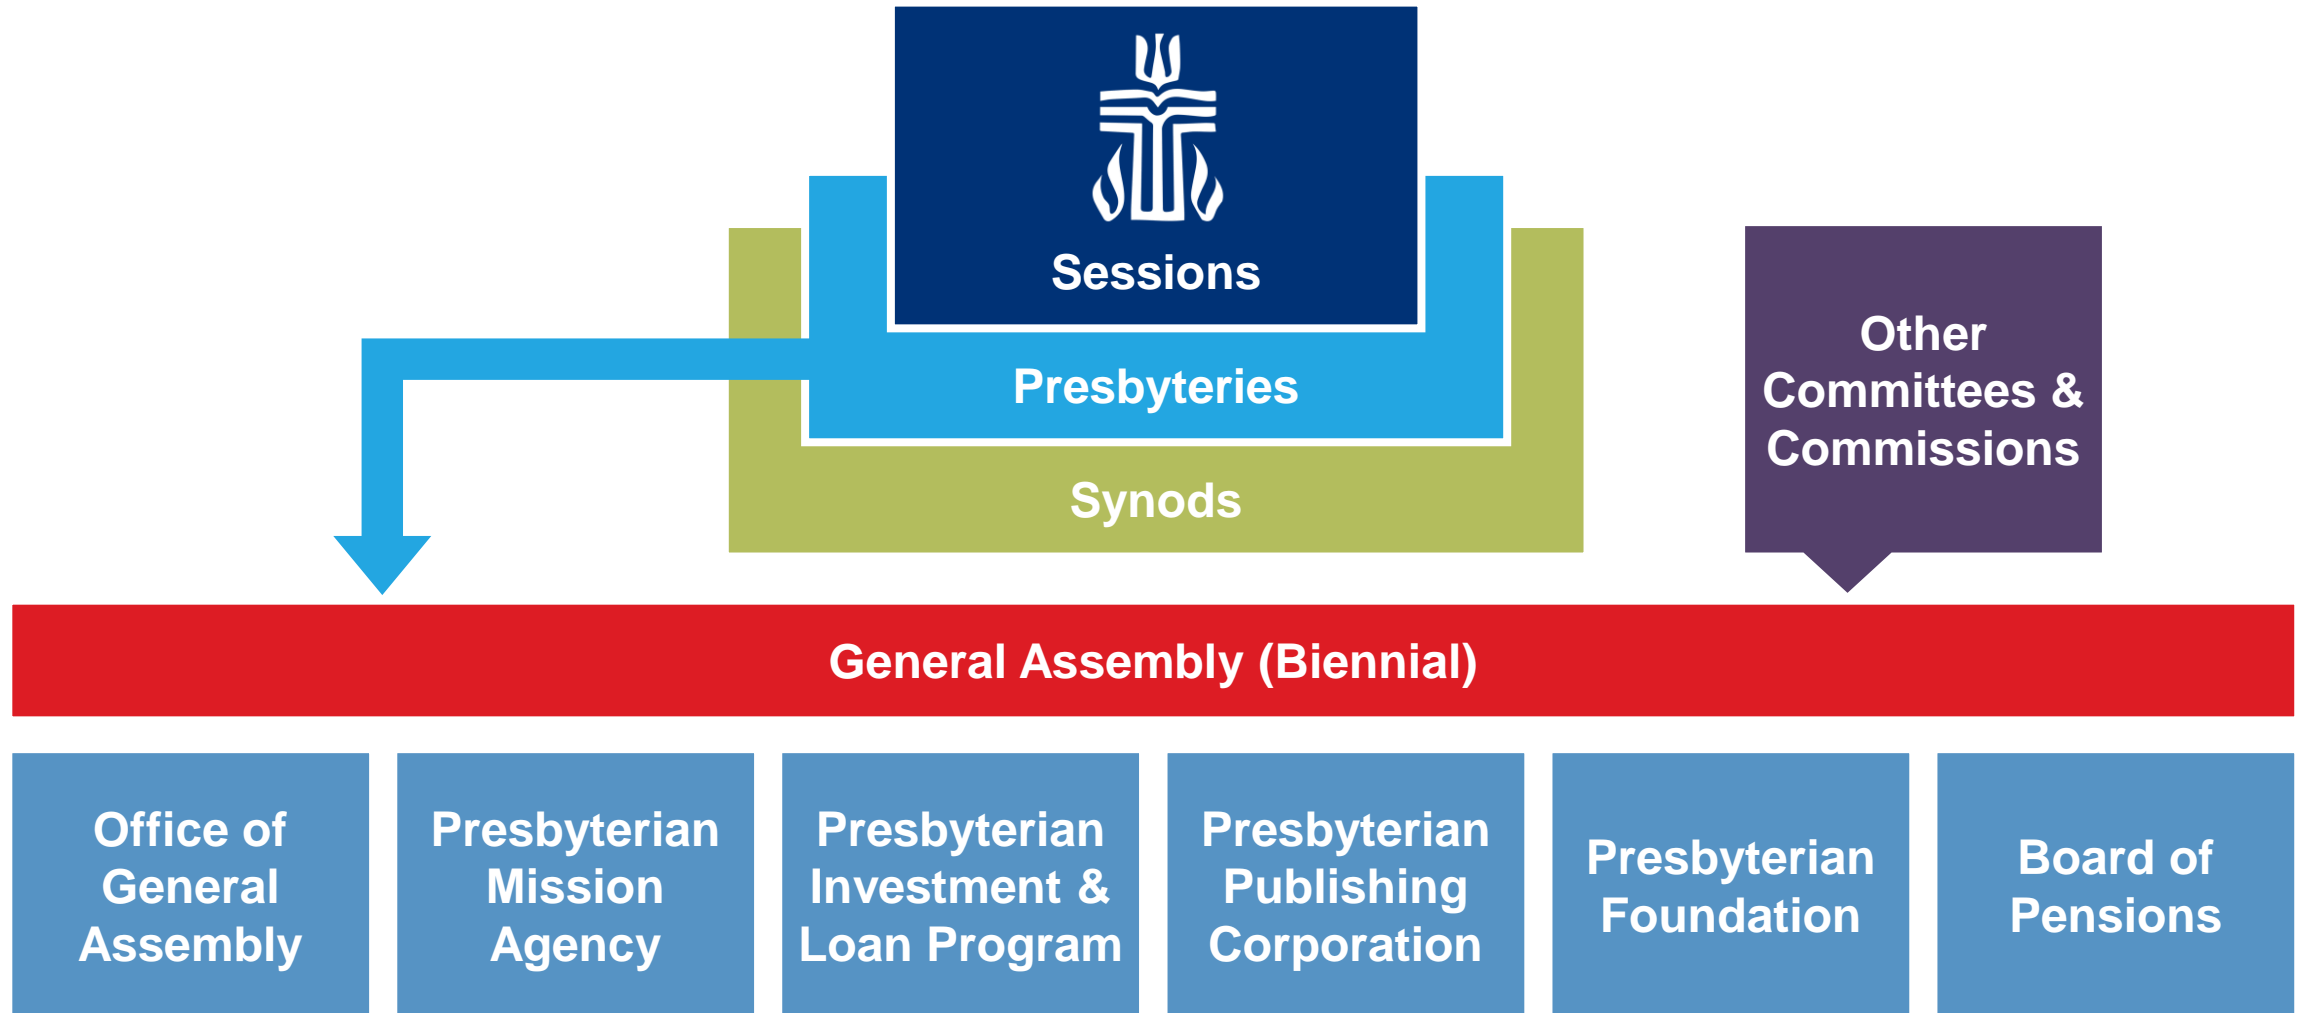 Sessions
Presbyteries
Synods
Other
Committees &
Commissions
General Assembly (Biennial)
Office of
General
Assembly
Presbyterian
Mission
Agency
Presbyterian
Investment &
Loan Program
Presbyterian
Publishing
Corporation
Presbyterian
Foundation
Board of
Pensions